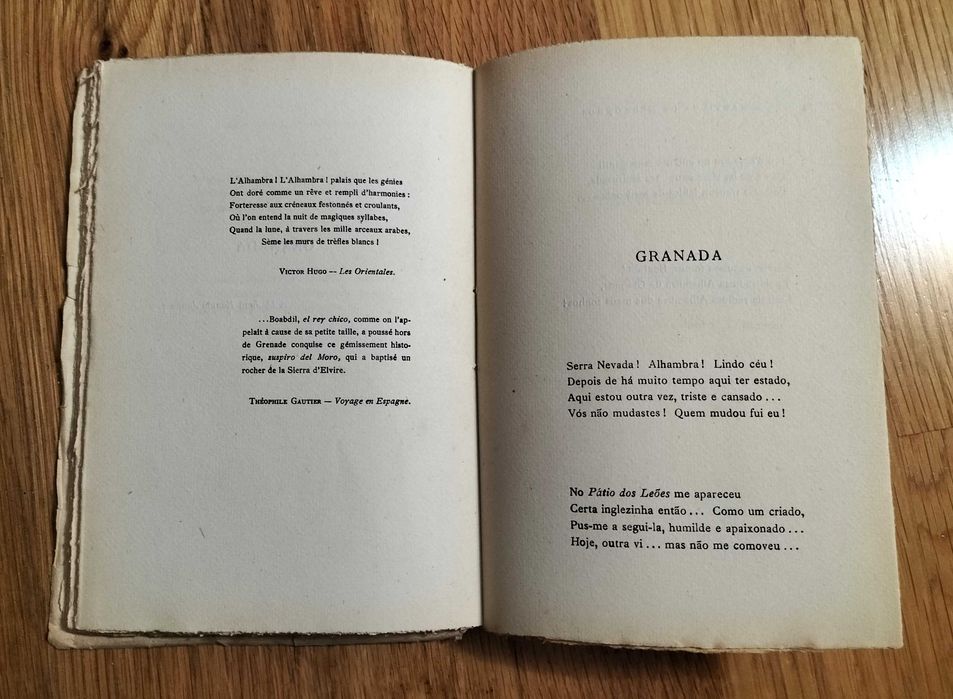 L'Alhambra! L'Alhambra! palais que les génies
Ont doré comme un rêve et rempli d'harmonies :
Forteresse aux créneaux festonnés et croulants,
Où l'on entend la nuit de magiques syllabes,
Quand la lune, á travers les mille arceaux arabes,
Sème les murs de trèfles blancs!
Victor Hugo — Les Orientales.
...Boabdil, el rey chico, comme on l'ap-
pelait á cause de sa petite taille, a poussé hors
de Grenade conquise ce gémissement histo-
rique, suspiro del Moro, qui a baptisé un
rocher de la Sierra d'Elvire.
Théophile Gautier — Voyage en Espagne.
GRANADA
Serra Nevada! Alhambra! Lindo céu!
Depois de há muito tempo aqui ter estado,
Aqui estou outra vez, triste e cansado...
Vós não mudastes! Quem mudou fui eu!
No Pátio dos Leões me apareceu
Certa inglezinha então... Como um criado,
Pus-me a segui-la, humilde e apaixonado...
Hoje, outra vi... mas não me comoveu...